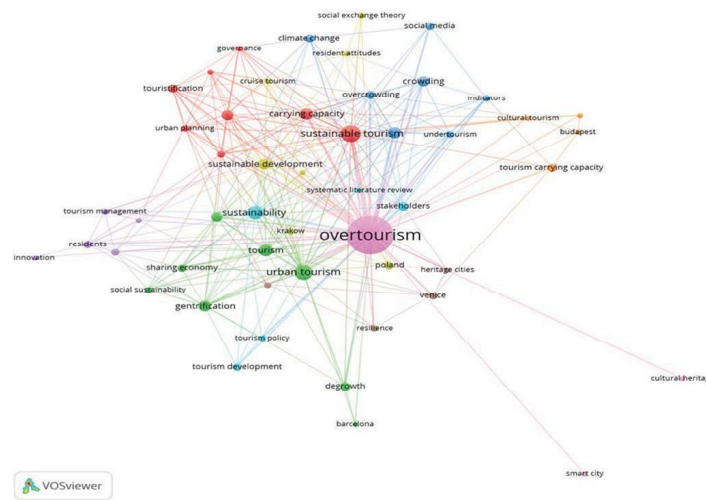 social exchange theory
social media
climate change
governance
resident attitudes
cruise tourism
crowding
touristification
overcrowding
indicators
carrying capacity
cultural tourism
urban planning
sustainable tourism
undertourism
budapest
sustainable development
tourism carrying capacity
systematic literature review
tourism management
sustainability
stakeholders
krakow
overtourism
residents
innovation
tourism
sharing economy
urban tourism
poland
heritage cities
social sustainability
gentrification
venice
resilience
tourism policy
tourism development
degrowth
cultural heritag
barcelona
smart city
VOSviewer